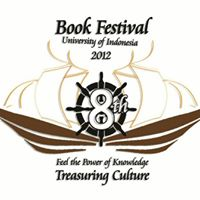 Book Festival
University of Indonesia
2012
8th
Feel the Power of Knowledge
Treasuring Culture